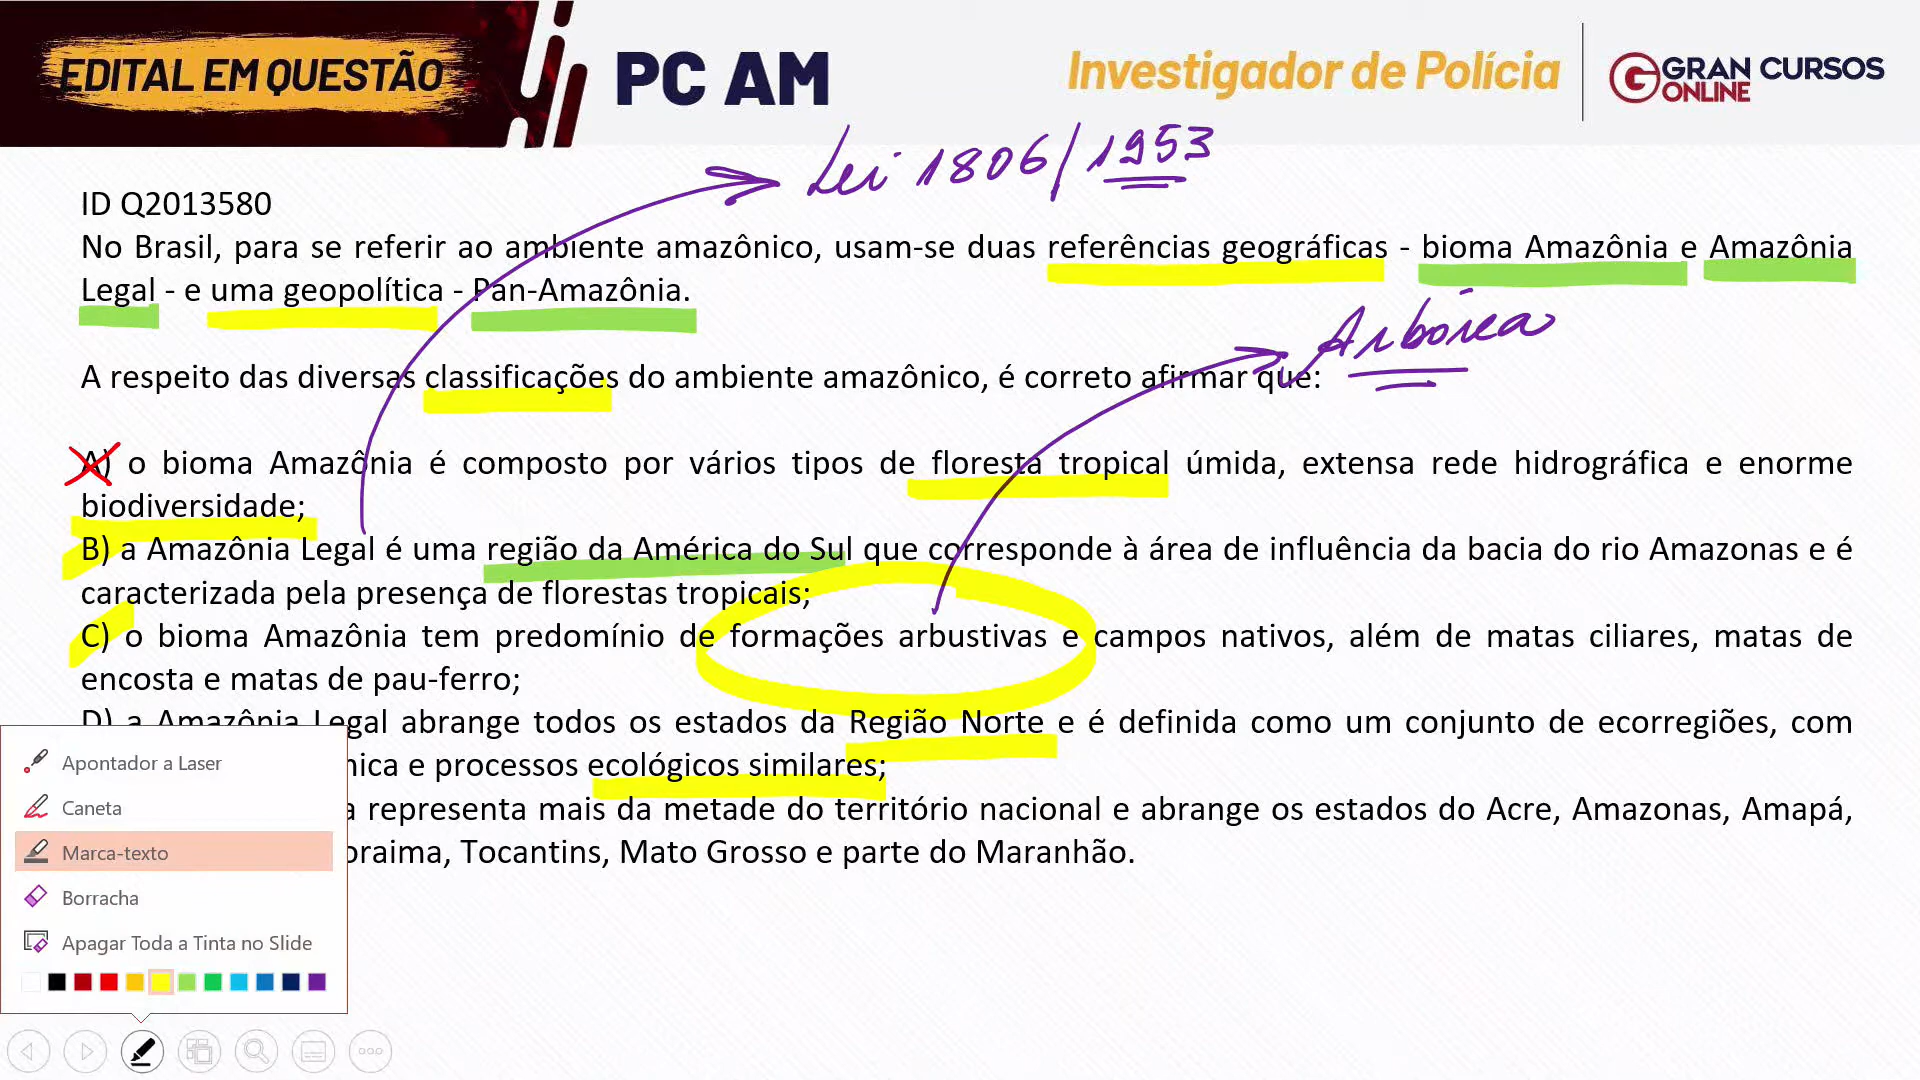 EDITAL EM QUESTÃO
PC AM
Investigador de Polícia
GRAN CURSOS
ONLINE
Lei 1806/1953
ID Q2013580
No Brasil, para se referir ao ambiente amazônico, usam-se duas referências geográficas - bioma Amazônia e Amazônia
Legal - e uma geopolítica - Pan-Amazônia.
Arbórea
A respeito das diversas classificações do ambiente amazônico, é correto afirmar que:
A) o bioma Amazônia é composto por vários tipos de floresta tropical úmida, extensa rede hidrográfica e enorme
biodiversidade;
B) a Amazônia Legal é uma região da América do Sul que corresponde à área de influência da bacia do rio Amazonas e é
caracterizada pela presença de florestas tropicais;
C) o bioma Amazônia tem predomínio de formações arbustivas e campos nativos, além de matas ciliares, matas de
encosta e matas de pau-ferro;
D) a Amazônia Legal abrange todos os estados da Região Norte e é definida como um conjunto de ecorregiões, com
e processos ecológicos similares;
representa mais da metade do território nacional e abrange os estados do Acre, Amazonas, Amapá,
Tocantins, Mato Grosso e parte do Maranhão.
Apontador a Laser
Caneta
Marca-texto
Borracha
Apagar Toda a Tinta no Slide